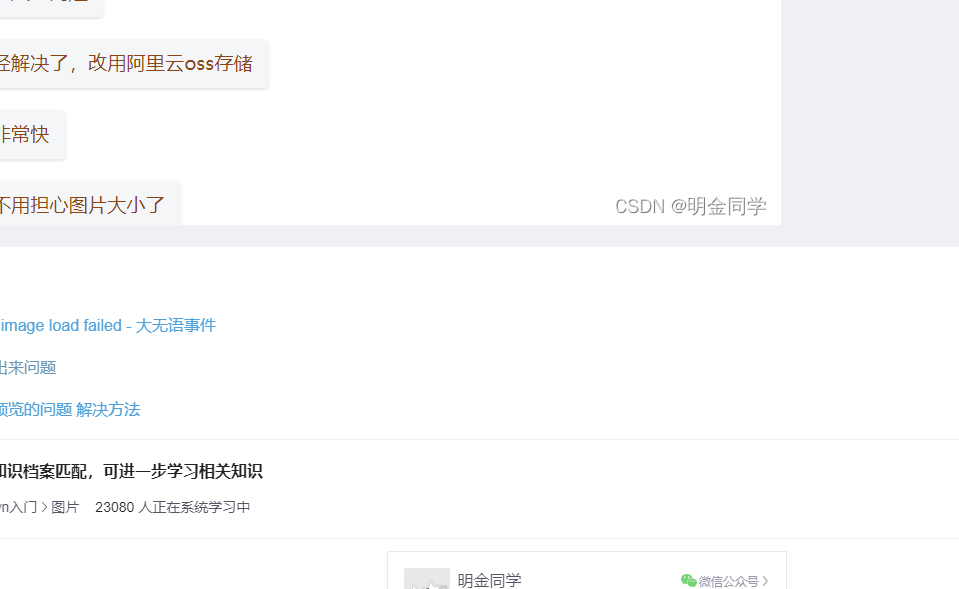 经解决了，改用阿里云oss存储
非常快
不用担心图片大小了
CSDN @明金同学
image load failed - 大无语事件
出来问题
预览的问题 解决方法
知识档案匹配，可进一步学习相关知识
wn入门 > 图片 23080 人正在系统学习中
明金同学
微信公众号 >